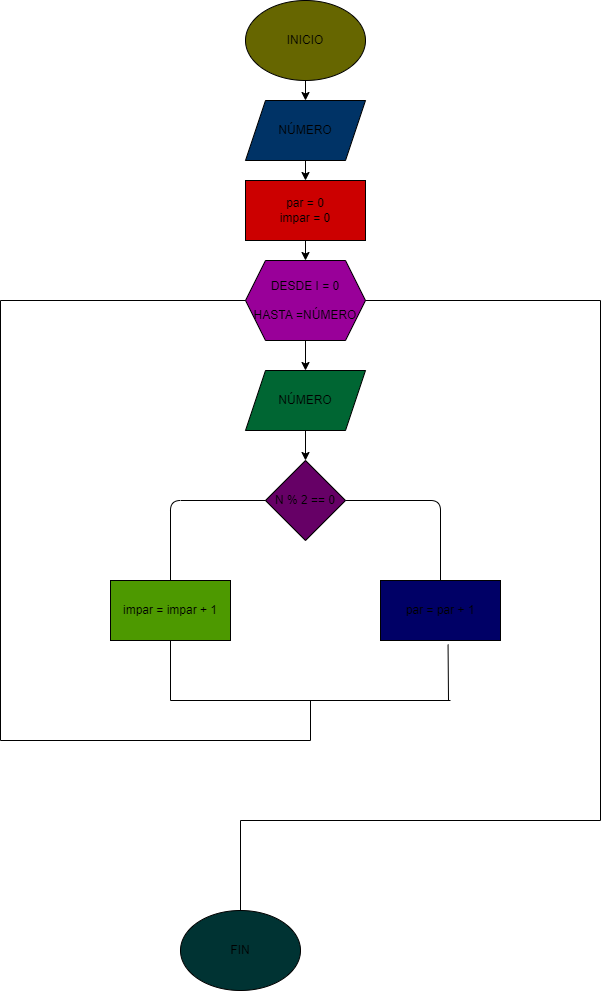 INICIO
NÚMERO
par = 0
impar = 0
DESDE I = 0
HASTA =NÚMERO
NÚMERO
N % 2 == 0
impar = impar + 1
par = par + 1
FIN